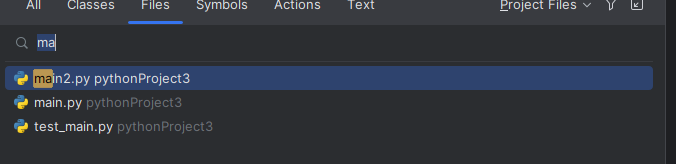 All Classes Files Symbols Actions Text Project Files
ma
main2.py pythonProject3
main.py pythonProject3
test_main.py pythonProject3